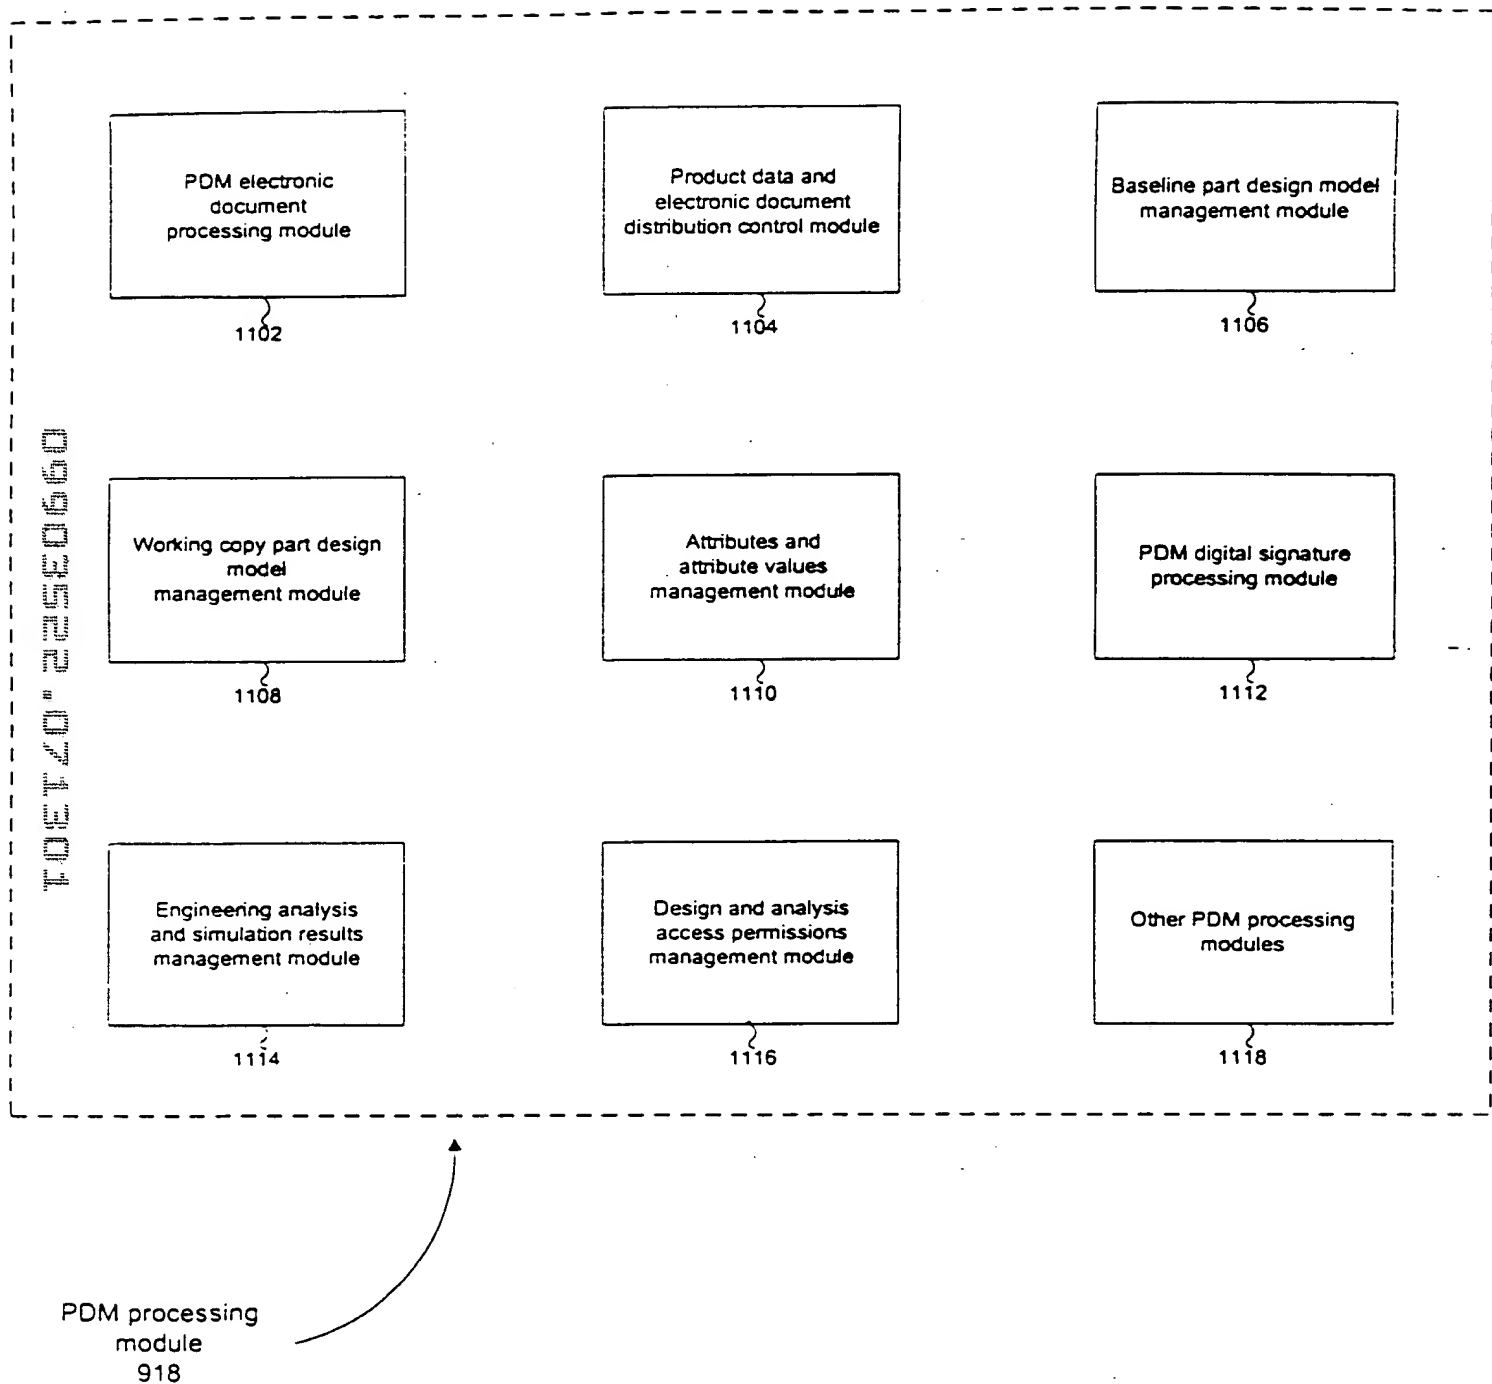 PDM electronic
document
processing module
1102
Product data and
electronic document
distribution control module
1104
Baseline part design model
management module
1106
Working copy part design
model
management module
1108
Attributes and
attribute values
management module
1110
PDM digital signature
processing module
1112
Engineering analysis
and simulation results
management module
1114
Design and analysis
access permissions
management module
1116
Other PDM processing
modules
1118
09903522.071301
PDM processing
module
918